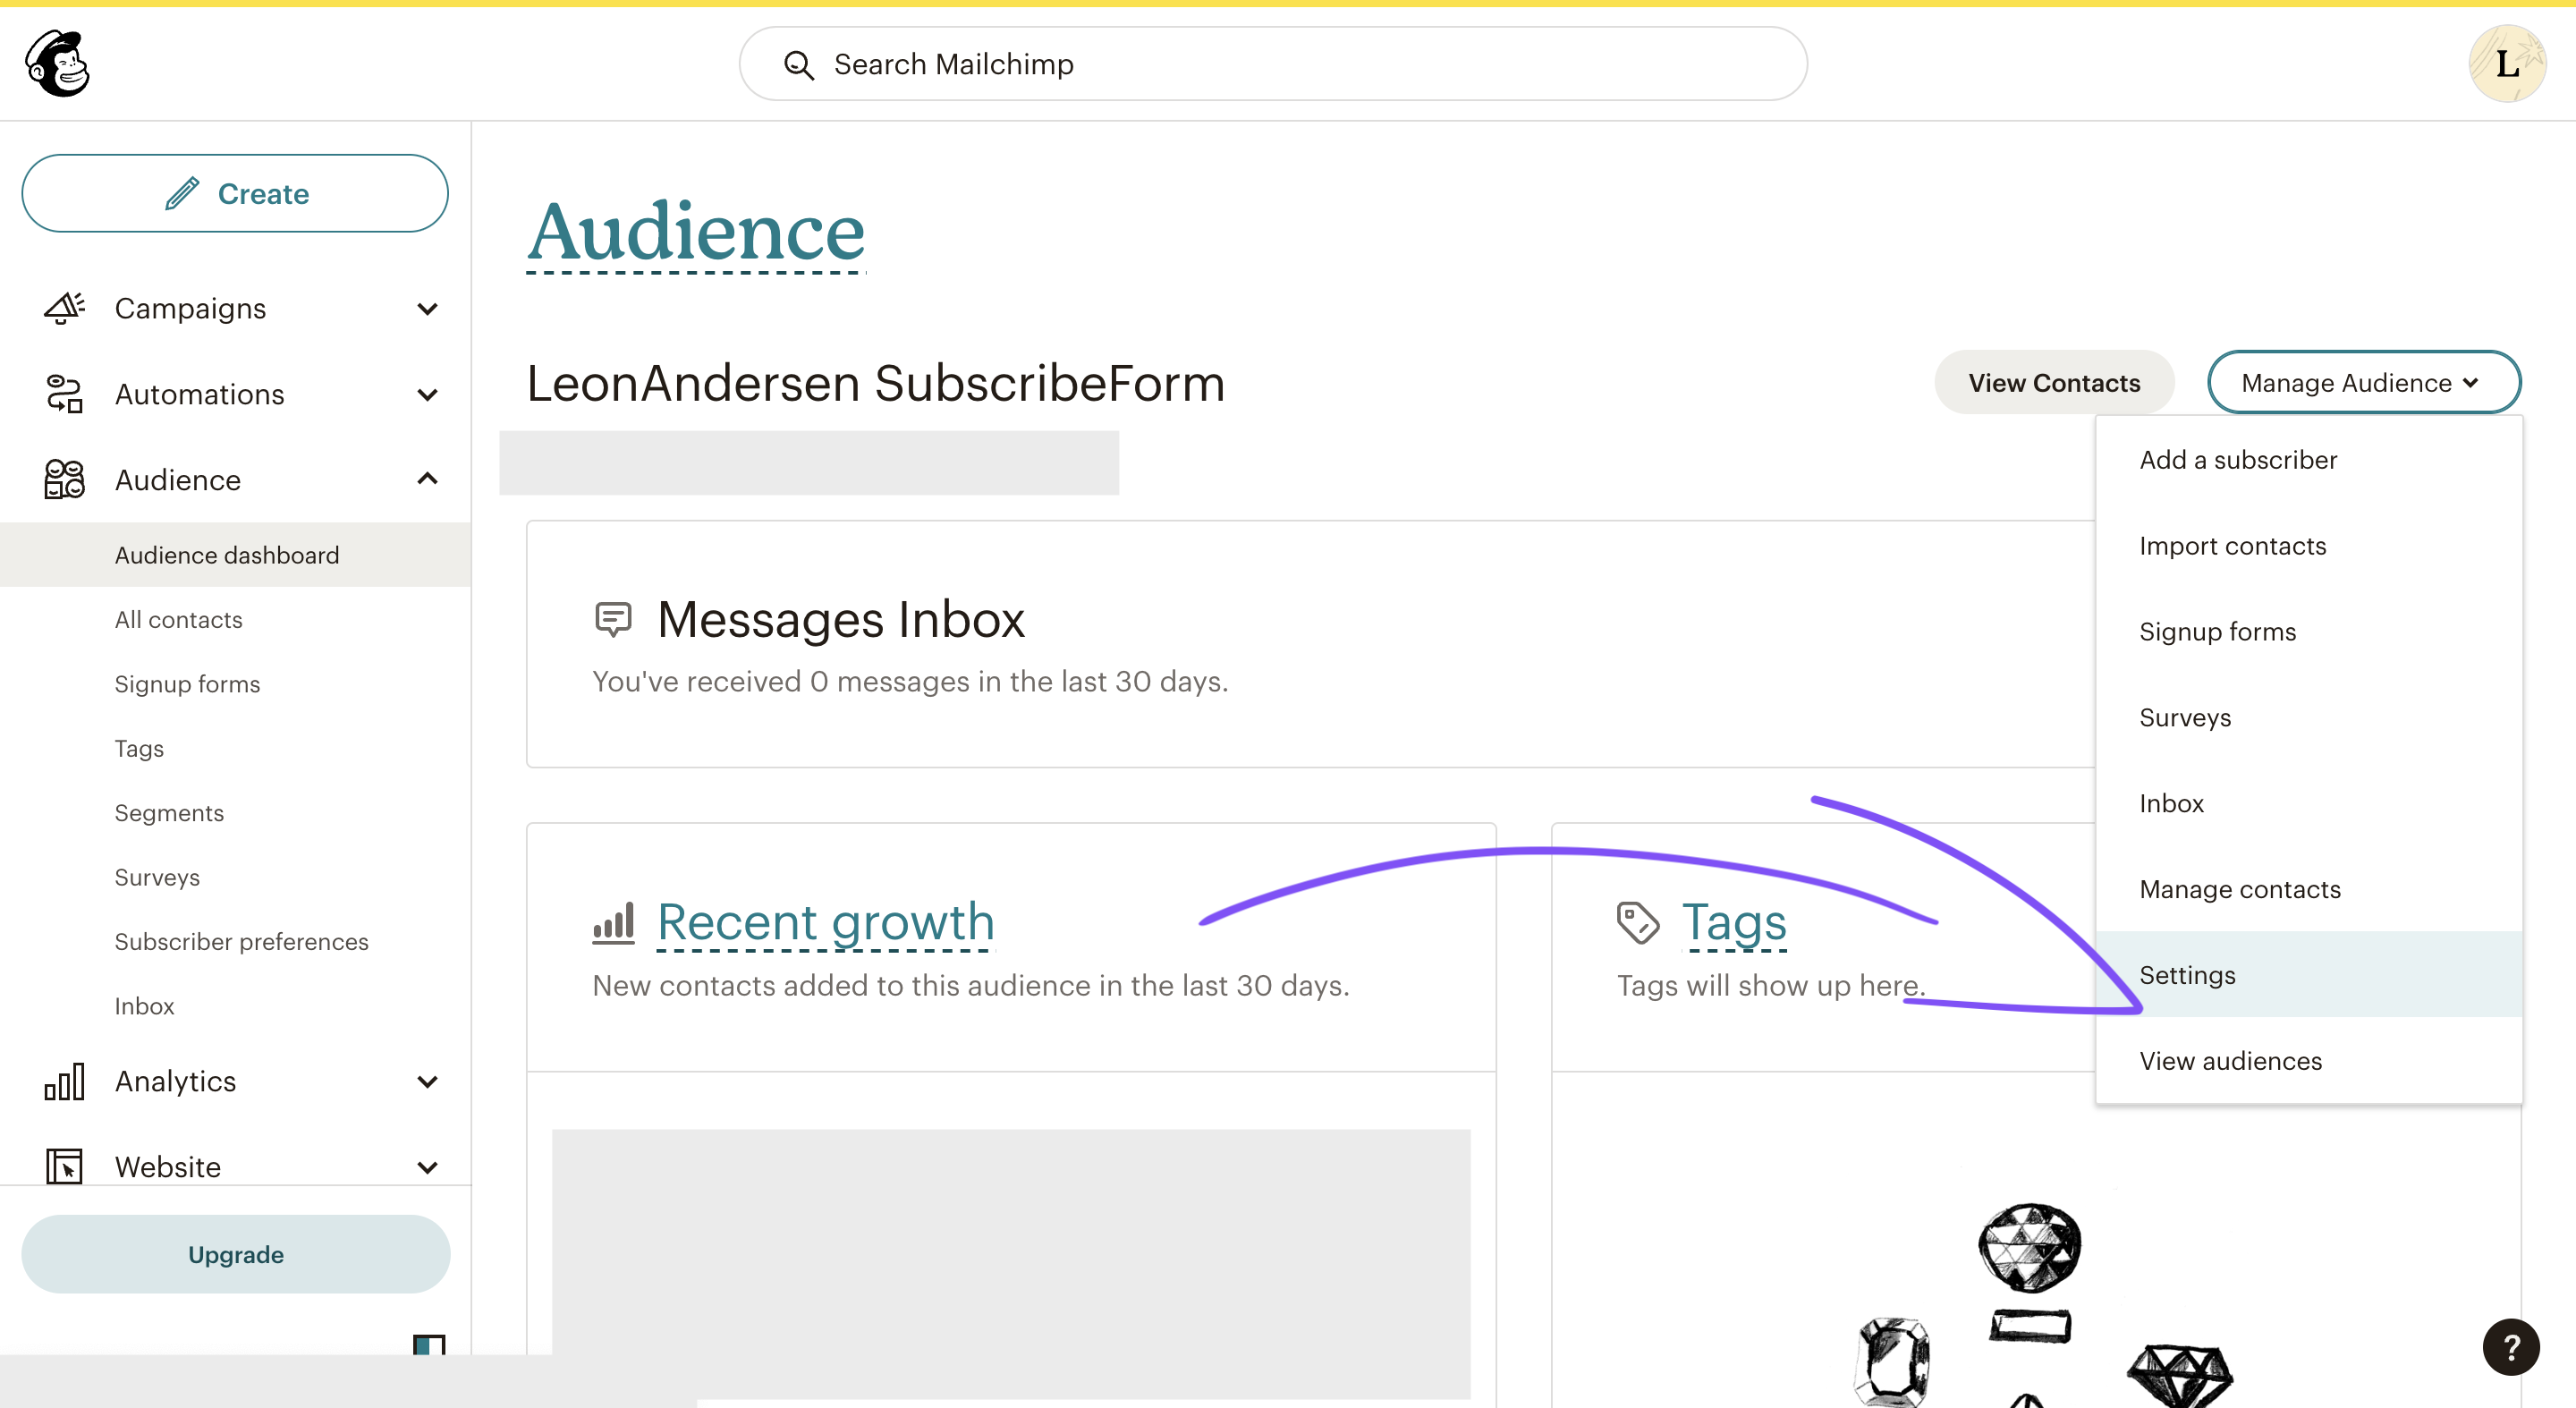 Search Mailchimp
L
Create
Campaigns
Automations
Audience
Audience dashboard
All contacts
Signup forms
Tags
Segments
Surveys
Subscriber preferences
Inbox
Analytics
Website
Upgrade
Audience
LeonAndersen SubscribeForm
View Contacts
Manage Audience
Add a subscriber
Import contacts
Signup forms
Surveys
Inbox
Manage contacts
Settings
View audiences
Messages Inbox
You've received 0 messages in the last 30 days.
Recent growth
New contacts added to this audience in the last 30 days.
Tags
Tags will show up here.
?